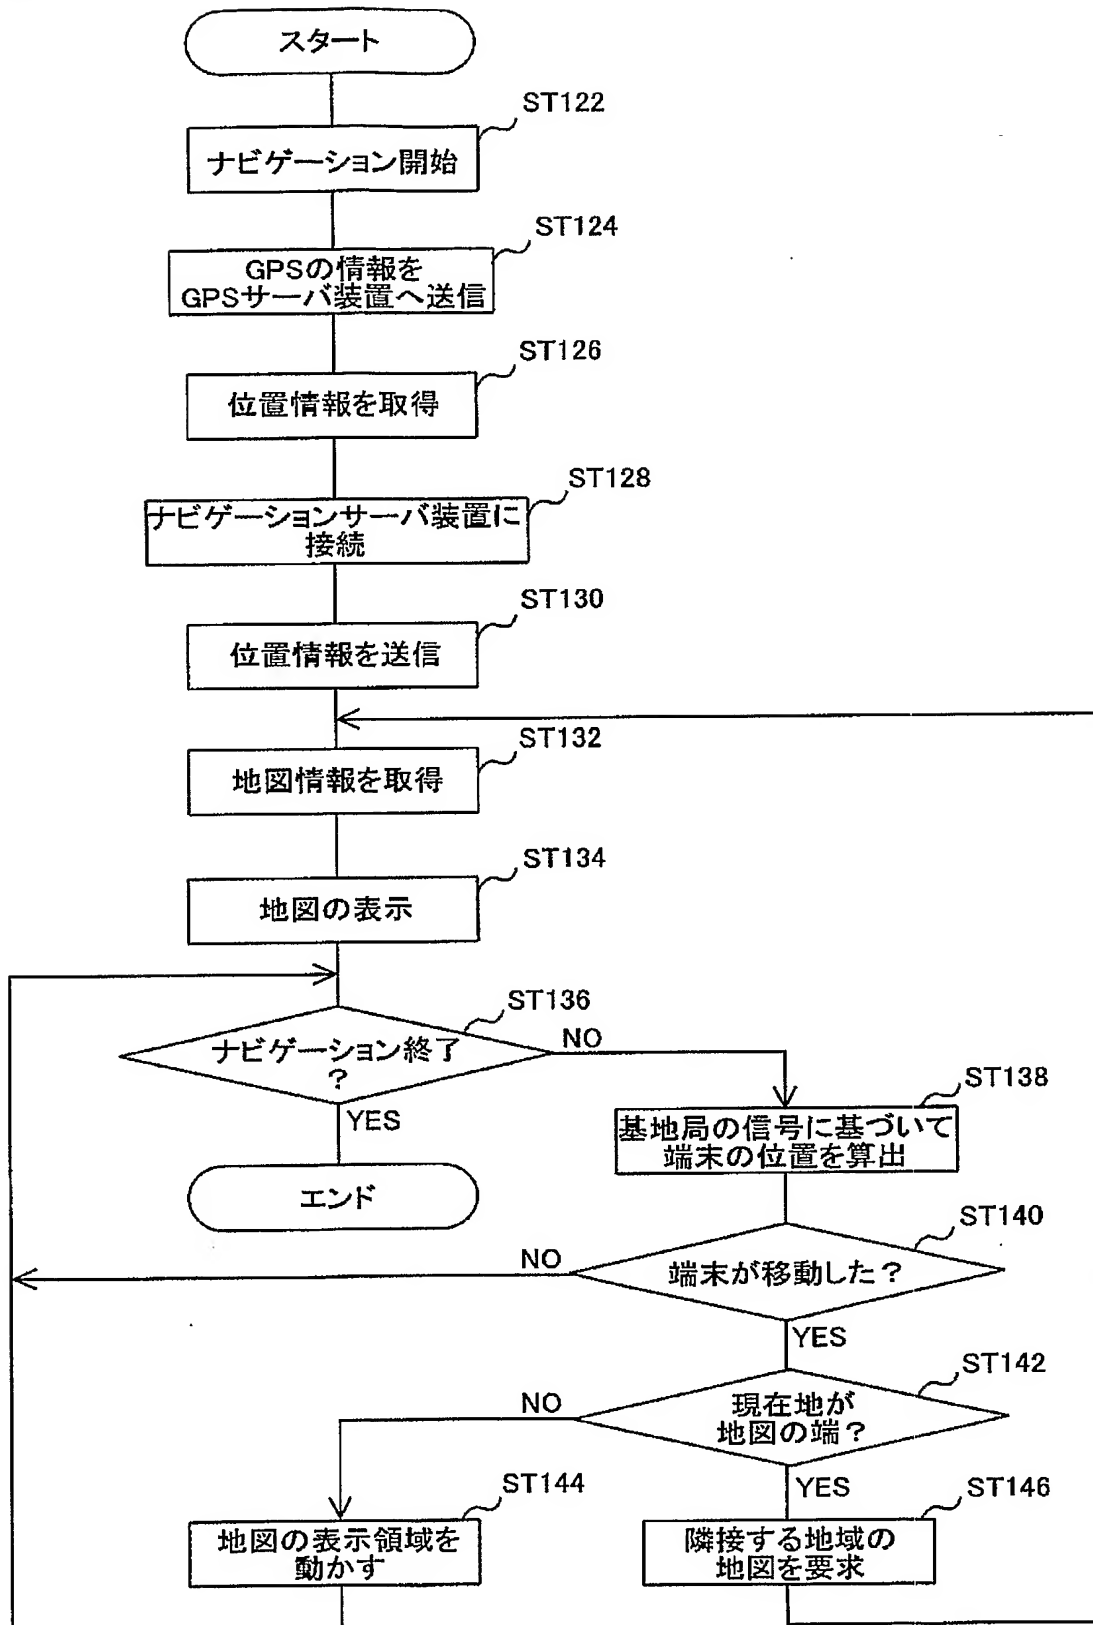 スタート
ST122
ナビゲーション開始
ST124
GPSの情報を
GPSサーバ装置へ送信
ST126
位置情報を取得
ST128
ナビゲーションサーバ装置に
接続
ST130
位置情報を送信
ST132
地図情報を取得
ST134
地図の表示
ST136
ナビゲーション終了
?
NO
YES
エンド
ST138
基地局の信号に基づいて
端末の位置を算出
ST140
端末が移動した?
NO
YES
ST142
現在地が
地図の端?
NO
YES
ST144
地図の表示領域を
動かす
ST146
隣接する地域の
地図を要求